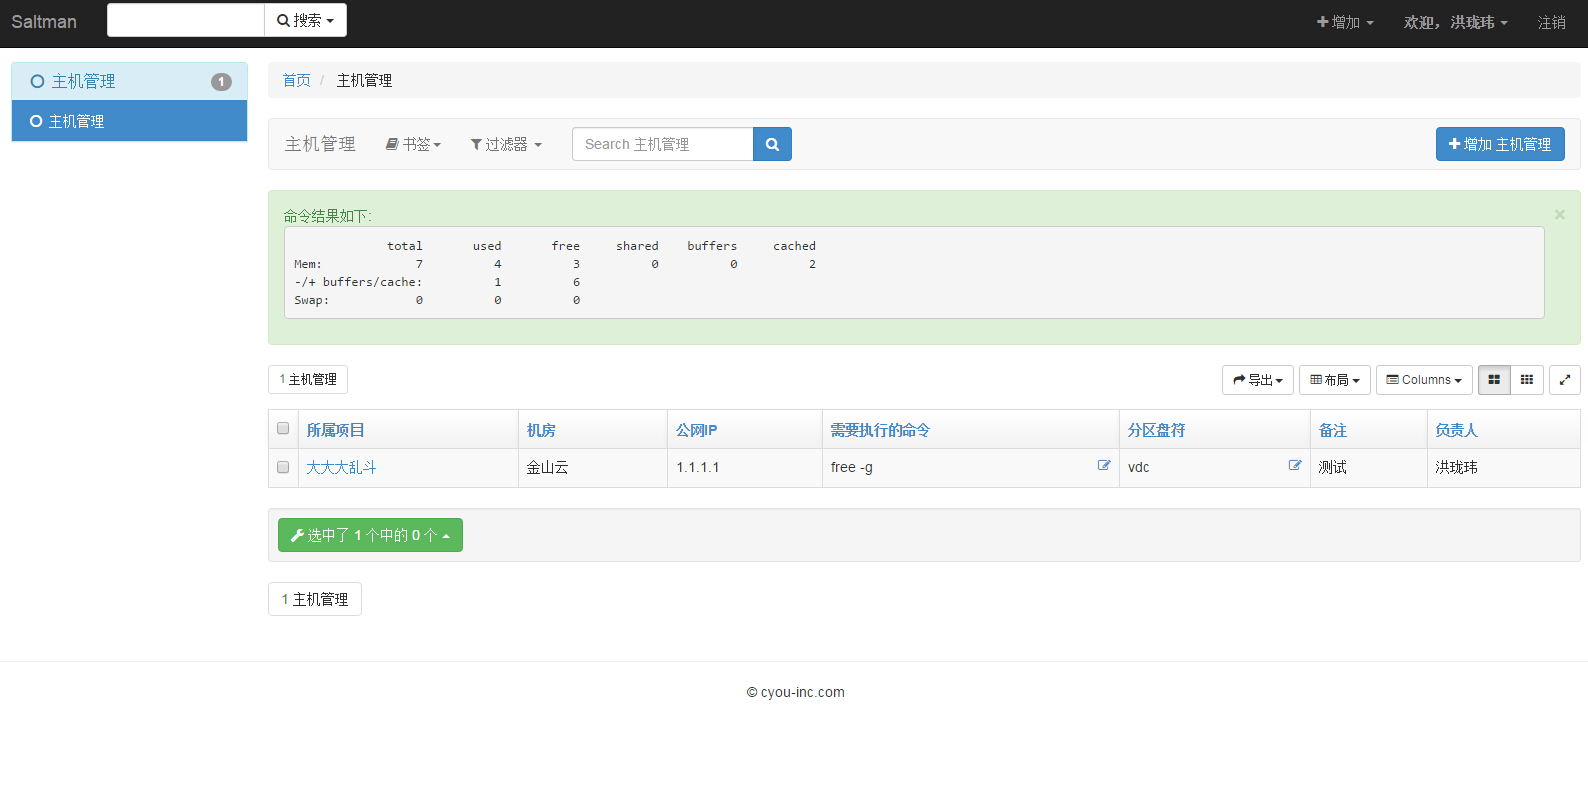 Saltman 搜索 增加 欢迎，洪珑玮 注销
主机管理 1
主机管理
首页 / 主机管理
主机管理 书签 过滤器 Search 主机管理 增加 主机管理
命令结果如下: ×
total used free shared buffers cached
Mem: 7 4 3 0 0 2
-/+ buffers/cache: 1 6
Swap: 0 0 0
1 主机管理 导出 布局 Columns
所属项目 机房 公网IP 需要执行的命令 分区盘符 备注 负责人
大大大乱斗 金山云 1.1.1.1 free -g vdc 测试 洪珑玮
选中了 1 个中的 0 个
1 主机管理
© cyou-inc.com